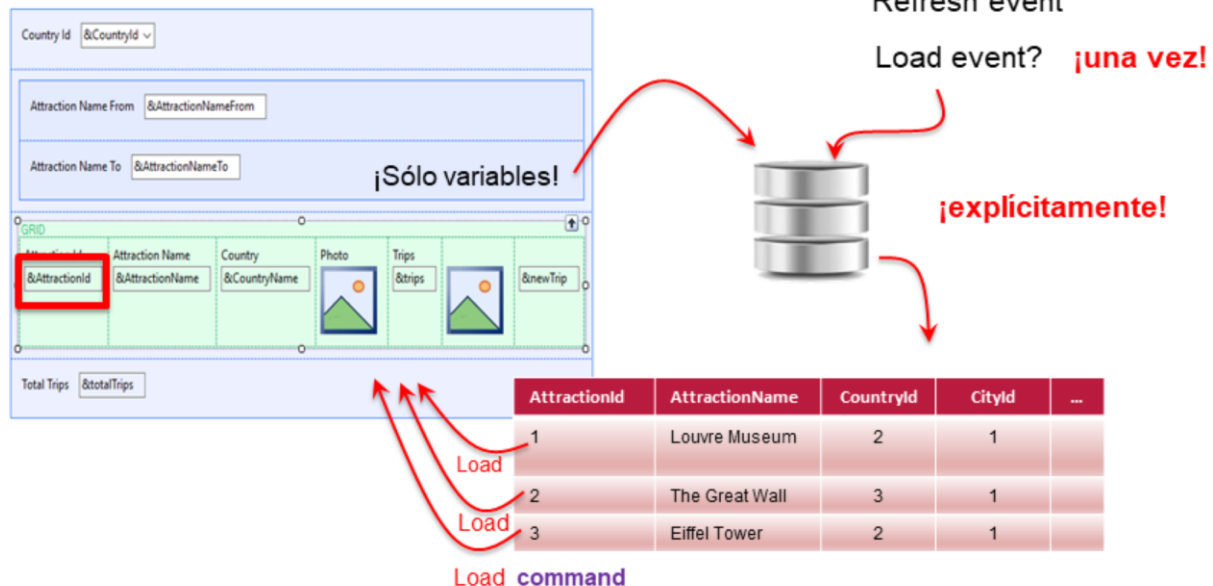 Refresh event
Load event? ¡una vez!
Country Id &CountryId
Attraction Name From &AttractionNameFrom
Attraction Name To &AttractionNameTo
¡Sólo variables!
¡explícitamente!
GRID
Attraction Name Country Photo Trips
&AttractionId &AttractionName &CountryName &trips &newTrip
Total Trips &totalTrips
AttractionId AttractionName CountryId CityId ...
1 Louvre Museum 2 1
Load
2 The Great Wall 3 1
Load
3 Eiffel Tower 2 1
Load command